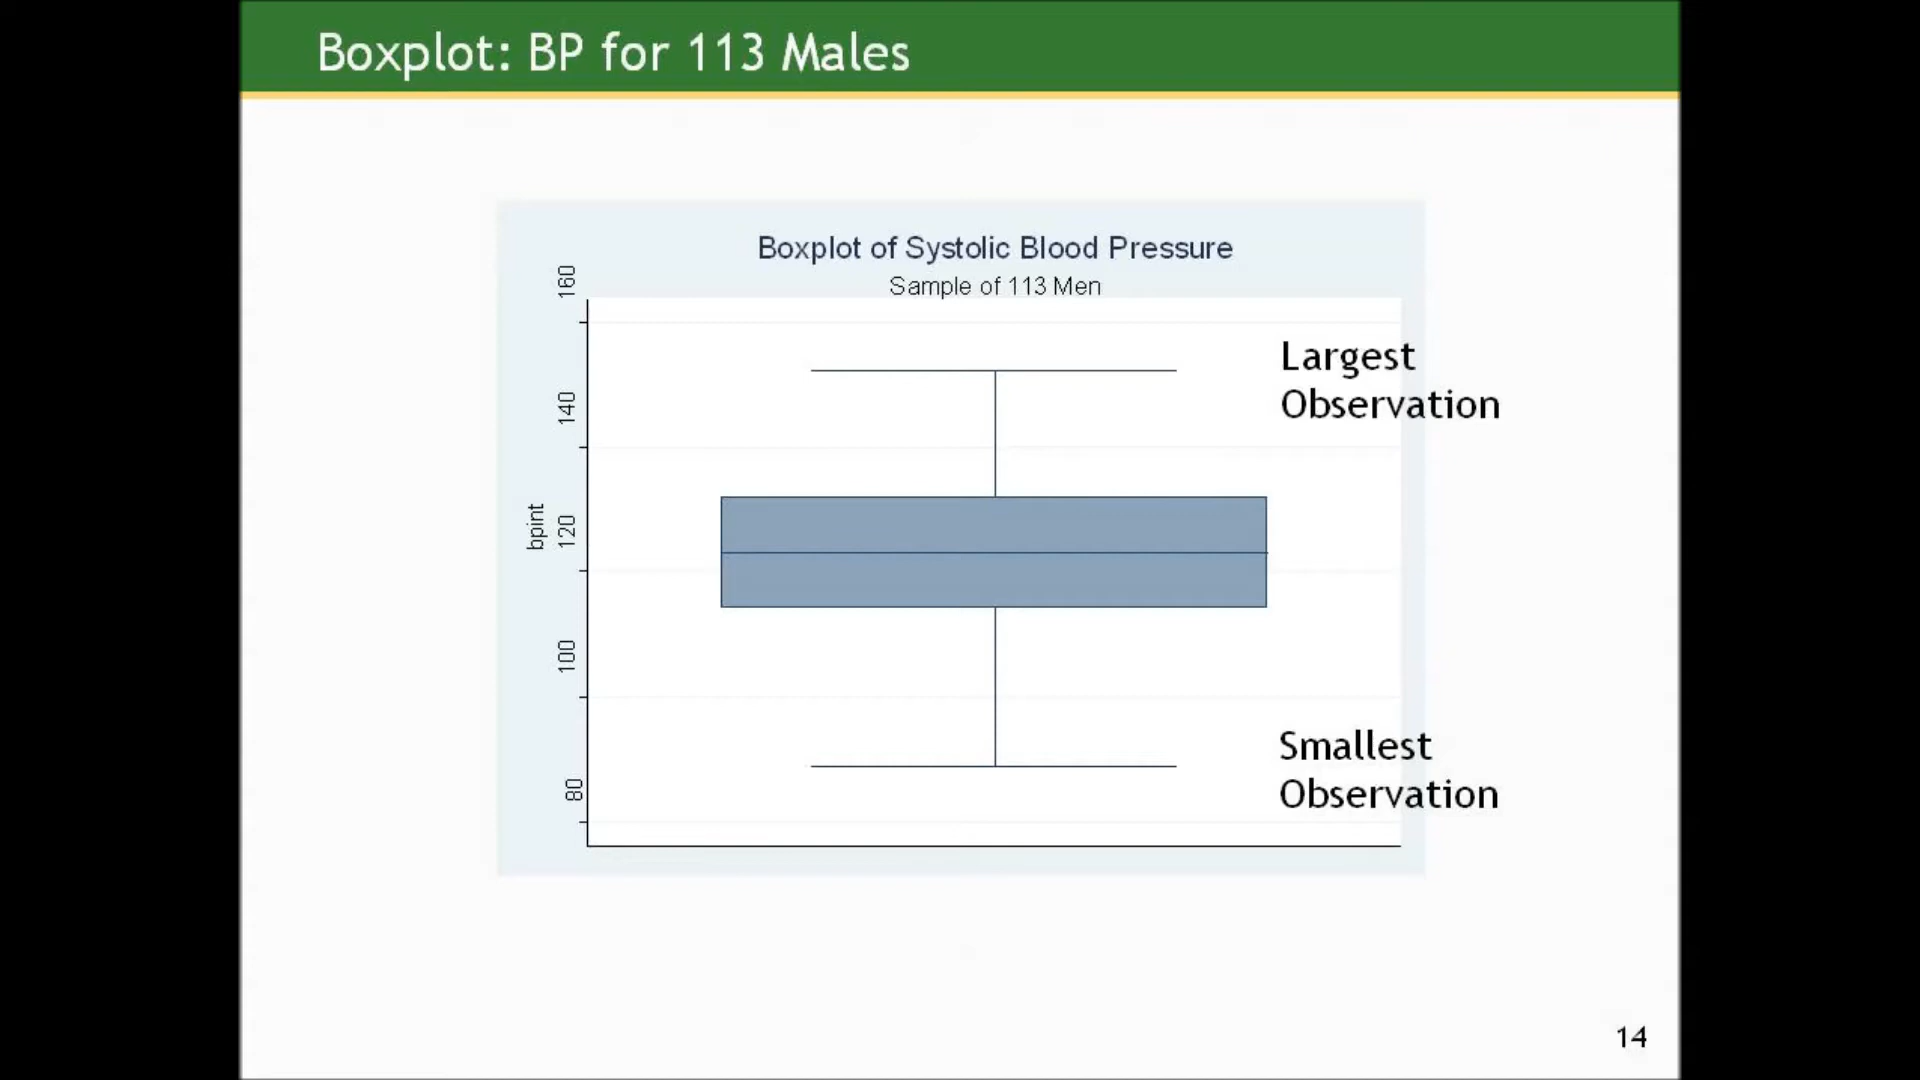 Boxplot: BP for 113 Males
Boxplot of Systolic Blood Pressure
Sample of 113 Men
160
140
120
100
80
bpint
Largest
Observation
Smallest
Observation
14